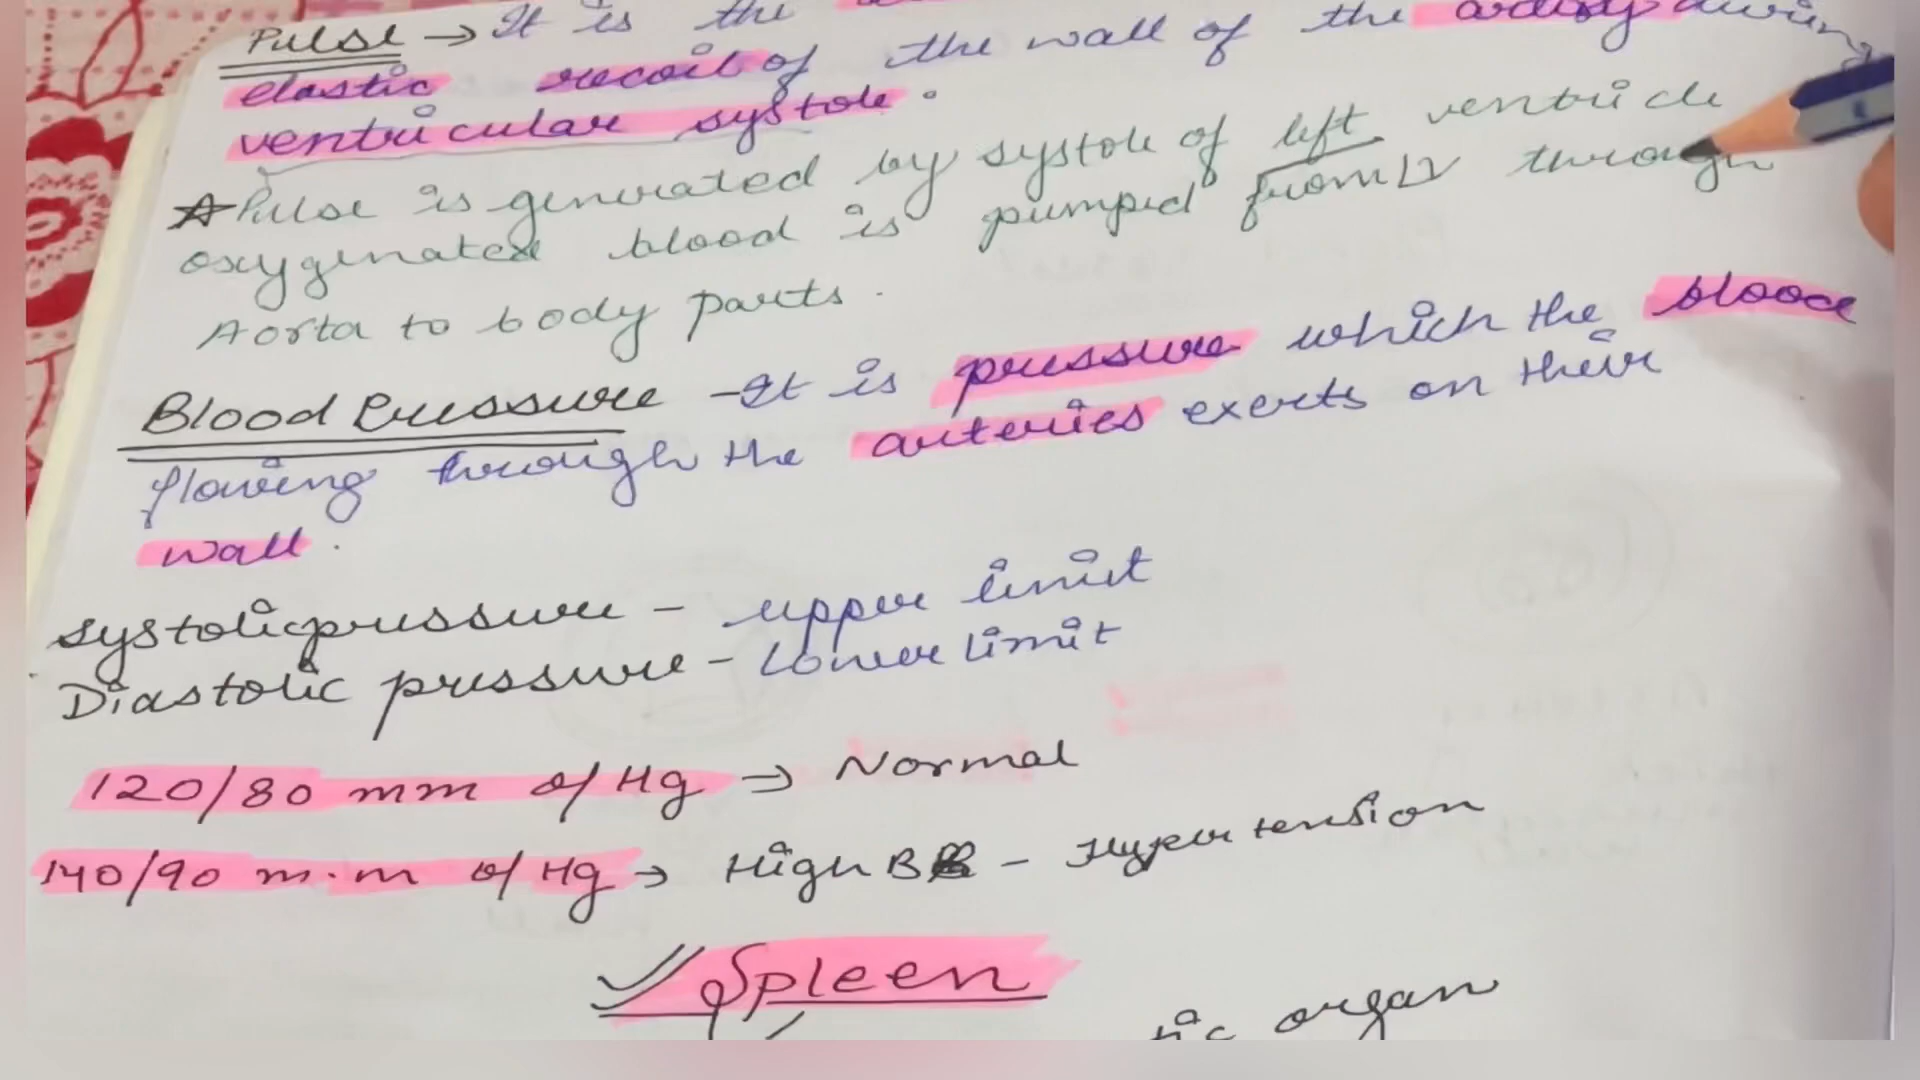 Pulse → It is the
elastic recoil of the wall of the artery during
ventricular systole.
Pulse is generated by systole of left ventricle
oxygenated blood is pumped from LV through
Aorta to body parts.
Blood Pressure - It is pressure which the blood
flowing through the arteries exerts on their
wall.
Systolic pressure - upper limit
Diastolic pressure - Lower limit
120/80 mm of Hg → Normal
140/90 m.m of Hg → High BP - Hypertension
Spleen
organ